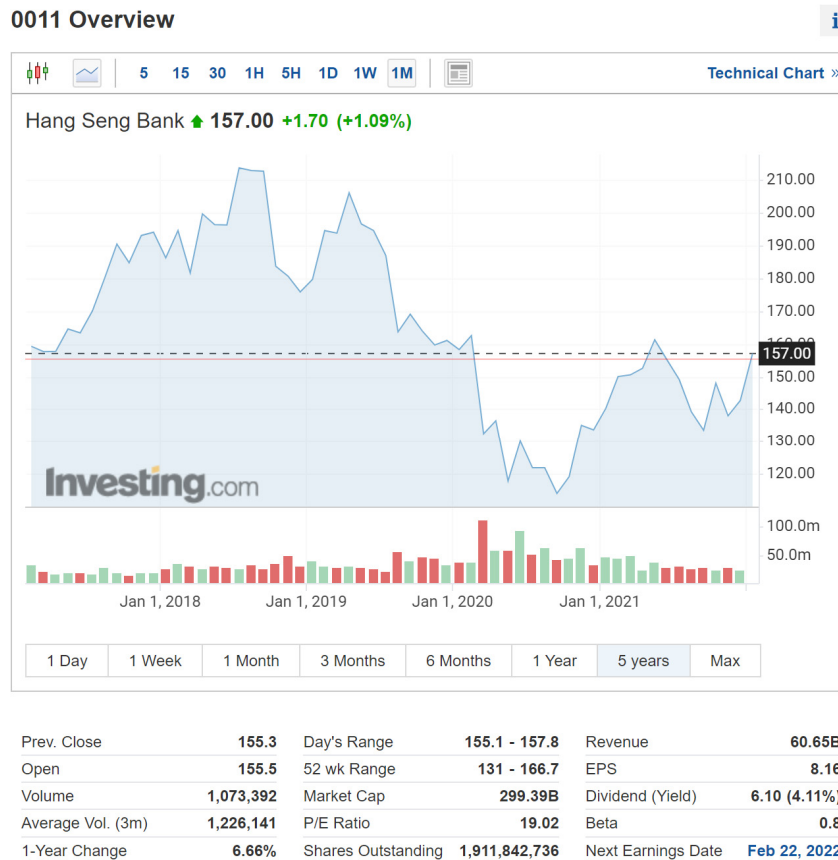 0011 Overview
5 15 30 1H 5H 1D 1W 1M Technical Chart »
Hang Seng Bank 157.00 +1.70 (+1.09%)
210.00
200.00
190.00
180.00
170.00
160.00
157.00
150.00
140.00
130.00
120.00
Investing.com
100.0m
50.0m
Jan 1, 2018 Jan 1, 2019 Jan 1, 2020 Jan 1, 2021
1 Day 1 Week 1 Month 3 Months 6 Months 1 Year 5 years Max
Prev. Close 155.3 Day's Range 155.1 - 157.8 Revenue 60.65B
Open 155.5 52 wk Range 131 - 166.7 EPS 8.16
Volume 1,073,392 Market Cap 299.39B Dividend (Yield) 6.10 (4.11%)
Average Vol. (3m) 1,226,141 P/E Ratio 19.02 Beta 0.8
1-Year Change 6.66% Shares Outstanding 1,911,842,736 Next Earnings Date Feb 22, 2022